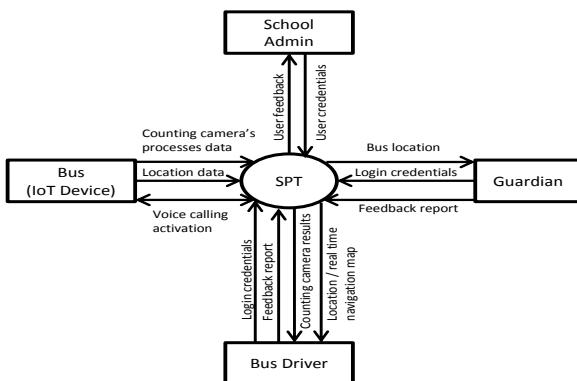 School
Admin
User feedback
User credentials
Counting camera's
processes data
Location data
Voice calling
activation
Bus
(IoT Device)
SPT
Bus location
Login credentials
Feedback report
Guardian
Login credentials
Feedback report
Counting camera results
Location / real time
navigation map
Bus Driver